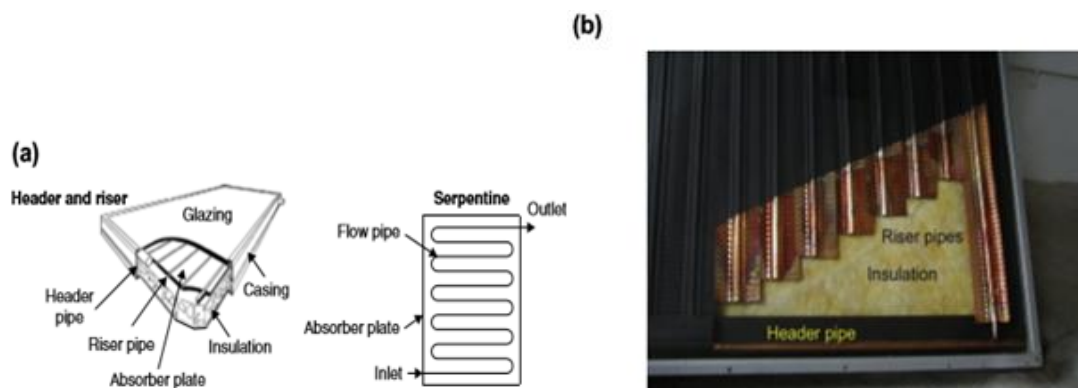 (b)
(a)
Header and riser
Glazing
Header
pipe
Riser pipe
Absorber plate
Insulation
Casing
Serpentine
Outlet
Flow pipe
Absorber plate
Inlet
Riser pipes
Insulation
Header pipe